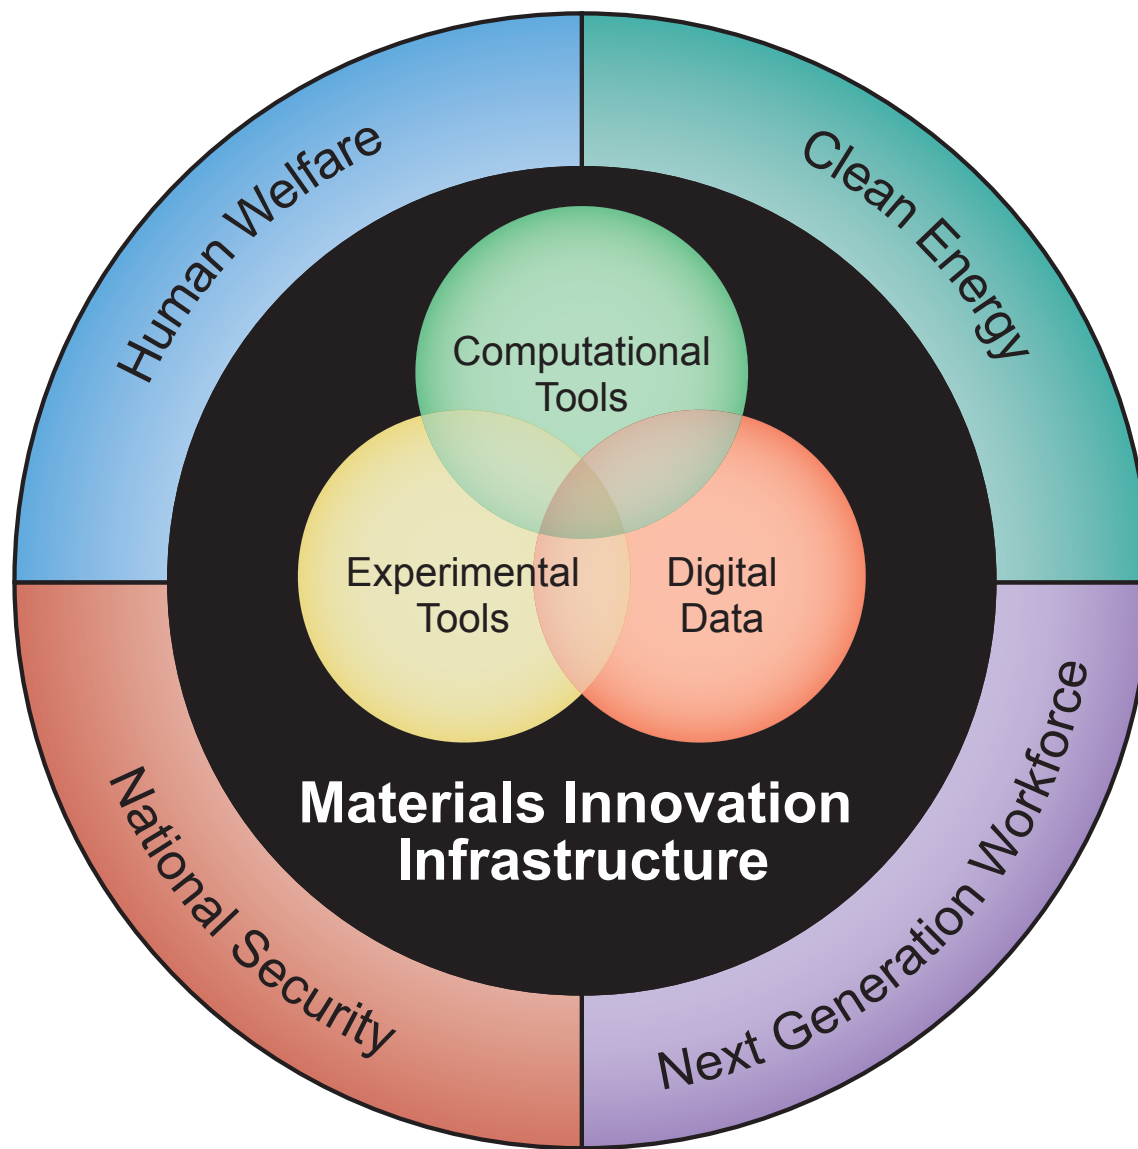 Human Welfare
Clean Energy
Computational
Tools
Experimental
Tools
Digital
Data
Materials Innovation
Infrastructure
National Security
Next Generation Workforce